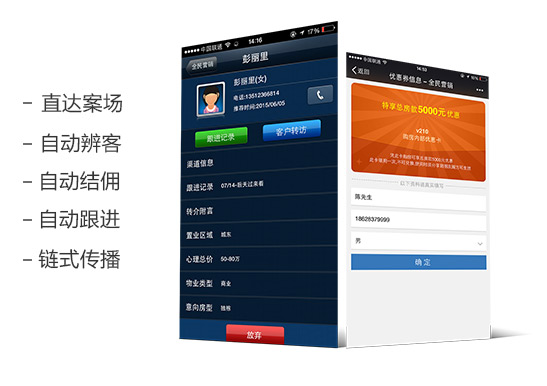 - 直达案场
- 自动辨客
- 自动结佣
- 自动跟进
- 链式传播
中国联通 14:16 17%
全民营销 彭丽里
彭丽里(女)
电话:13512366814
推荐时间:2015/06/05
跟进记录 客户转访
渠道信息
跟进记录 07/14-后天过来看
转介附言
置业区域 城东
心理总价 50-80万
物业类型 商业
意向房型 独栋
放弃
中国联通 14:53
返回 优惠券信息 - 全民营销
特享总房款5000元优惠
v210
购房内部优惠卡
以下资料请真实填写
陈先生
18628379999
男
确 定